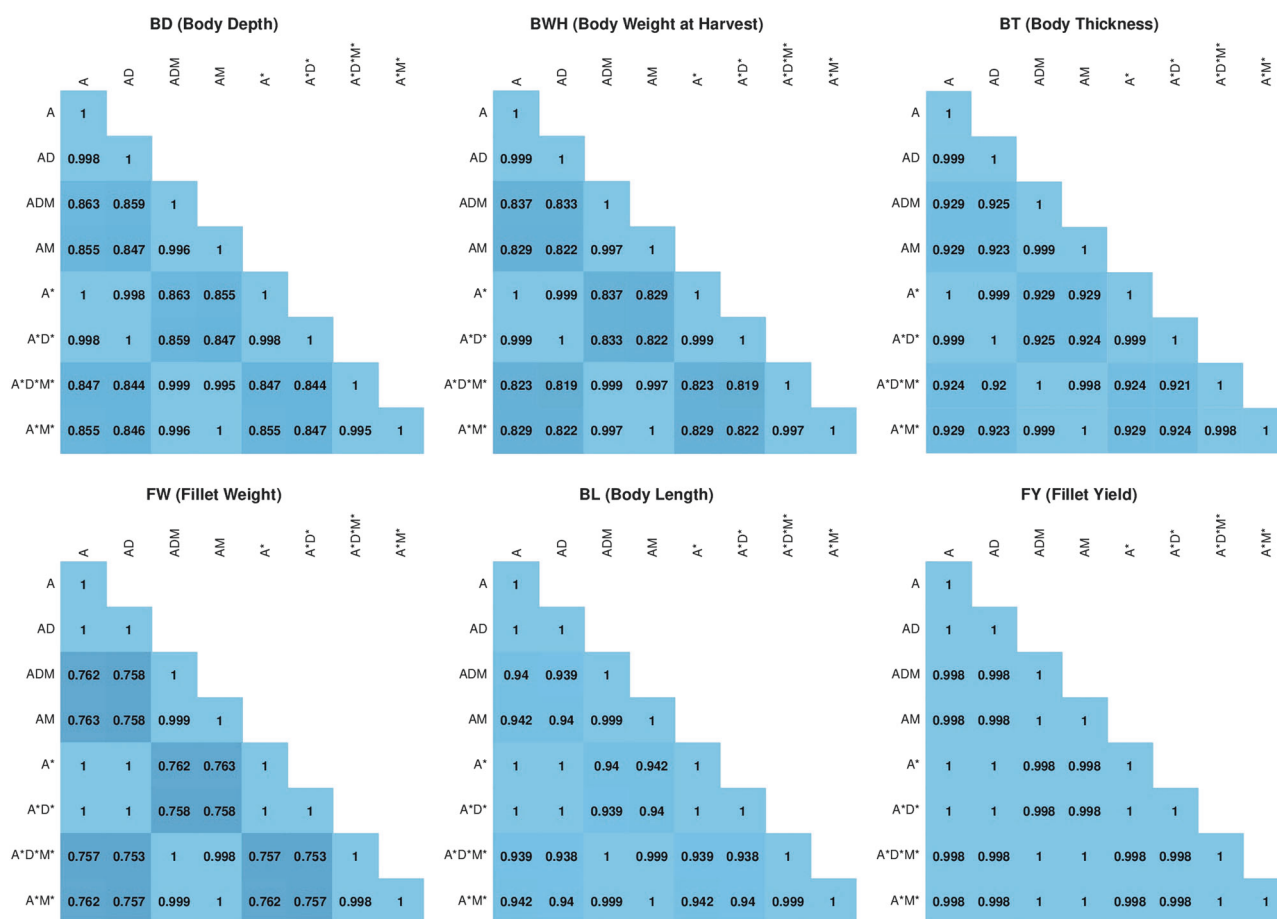 BD (Body Depth)
A AD ADM AM A* A*D* A*D*M* A*M*
A 1
AD 0.998 1
ADM 0.863 0.859 1
AM 0.855 0.847 0.996 1
A* 1 0.998 0.863 0.855 1
A*D* 0.998 1 0.859 0.847 0.998 1
A*D*M* 0.847 0.844 0.999 0.995 0.847 0.844 1
A*M* 0.855 0.846 0.996 1 0.855 0.847 0.995 1
BWH (Body Weight at Harvest)
A AD ADM AM A* A*D* A*D*M* A*M*
A 1
AD 0.999 1
ADM 0.837 0.833 1
AM 0.829 0.822 0.997 1
A* 1 0.999 0.837 0.829 1
A*D* 0.999 1 0.833 0.822 0.999 1
A*D*M* 0.823 0.819 0.999 0.997 0.823 0.819 1
A*M* 0.829 0.822 0.997 1 0.829 0.822 0.997 1
BT (Body Thickness)
A AD ADM AM A* A*D* A*D*M* A*M*
A 1
AD 0.999 1
ADM 0.929 0.925 1
AM 0.929 0.923 0.999 1
A* 1 0.999 0.929 0.929 1
A*D* 0.999 1 0.925 0.924 0.999 1
A*D*M* 0.924 0.92 1 0.998 0.924 0.921 1
A*M* 0.929 0.923 0.999 1 0.929 0.924 0.998 1
FW (Fillet Weight)
A AD ADM AM A* A*D* A*D*M* A*M*
A 1
AD 1 1
ADM 0.762 0.758 1
AM 0.763 0.758 0.999 1
A* 1 1 0.762 0.763 1
A*D* 1 1 0.758 0.758 1 1
A*D*M* 0.757 0.753 1 0.998 0.757 0.753 1
A*M* 0.762 0.757 0.999 1 0.762 0.757 0.998 1
BL (Body Length)
A AD ADM AM A* A*D* A*D*M* A*M*
A 1
AD 1 1
ADM 0.94 0.939 1
AM 0.942 0.94 0.999 1
A* 1 1 0.94 0.942 1
A*D* 1 1 0.939 0.94 1 1
A*D*M* 0.939 0.938 1 0.999 0.939 0.938 1
A*M* 0.942 0.94 0.999 1 0.942 0.94 0.999 1
FY (Fillet Yield)
A AD ADM AM A* A*D* A*D*M* A*M*
A 1
AD 1 1
ADM 0.998 0.998 1
AM 0.998 0.998 1 1
A* 1 1 0.998 0.998 1
A*D* 1 1 0.998 0.998 1 1
A*D*M* 0.998 0.998 1 1 0.998 0.998 1
A*M* 0.998 0.998 1 1 0.998 0.998 1 1